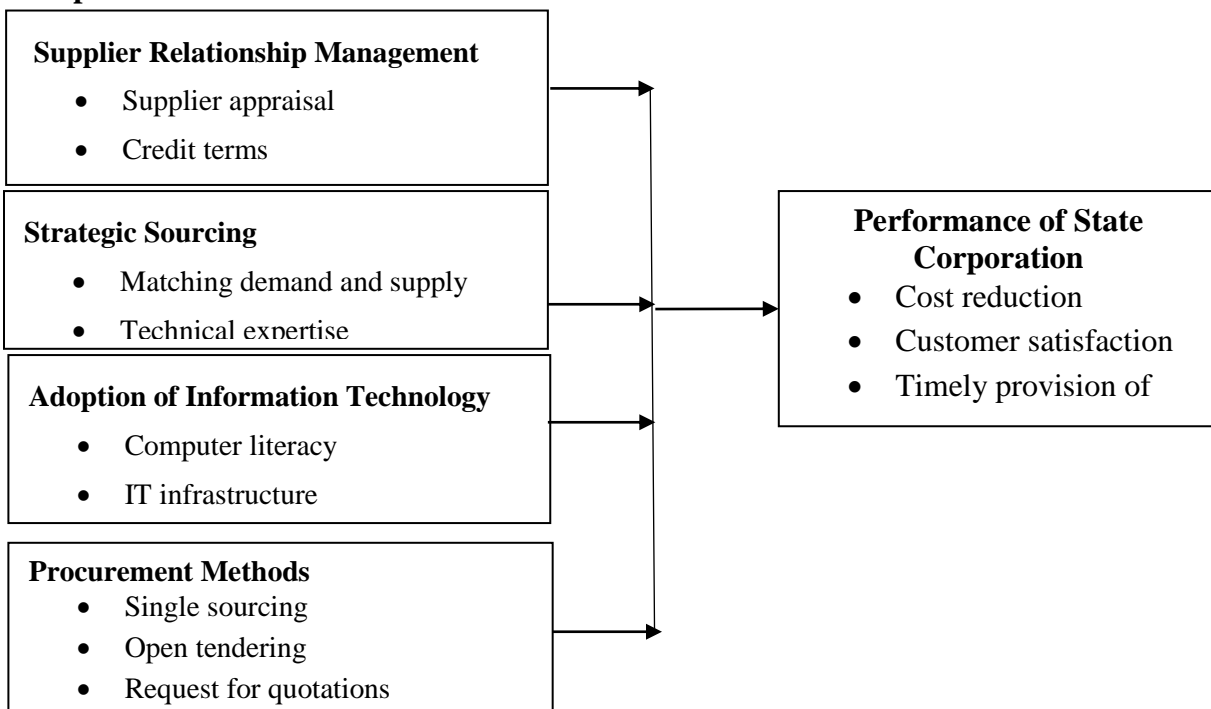 Supplier Relationship Management
• Supplier appraisal
• Credit terms
Strategic Sourcing
• Matching demand and supply
• Technical expertise
Adoption of Information Technology
• Computer literacy
• IT infrastructure
Procurement Methods
• Single sourcing
• Open tendering
• Request for quotations
Performance of State
Corporation
• Cost reduction
• Customer satisfaction
• Timely provision of